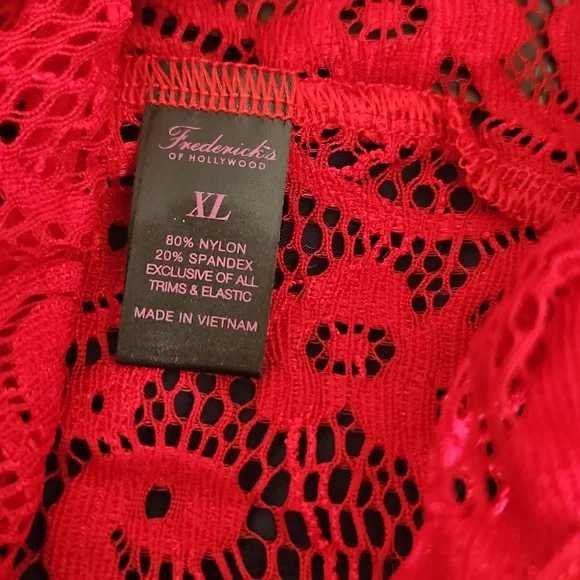 Frederick's
OF HOLLYWOOD
XL
80% NYLON
20% SPANDEX
EXCLUSIVE OF ALL
TRIMS & ELASTIC
MADE IN VIETNAM